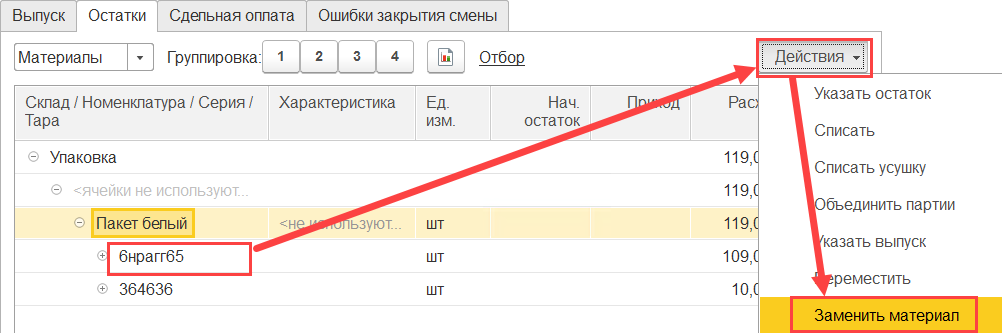 Выпуск Остатки Сдельная оплата Ошибки закрытия смены
Материалы Группировка: 1 2 3 4 Отбор Действия
Склад / Номенклатура / Серия / Тара Характеристика Ед. изм. Нач. остаток Приход Расх
Упаковка 119,0
<ячейки не используют... 119,0
Пакет белый <не используют... шт 119,0
6нрагг65 шт 109,0
364636 шт 10,0
Указать остаток
Списать
Списать усушку
Объединить партии
Указать выпуск
Переместить
Заменить материал